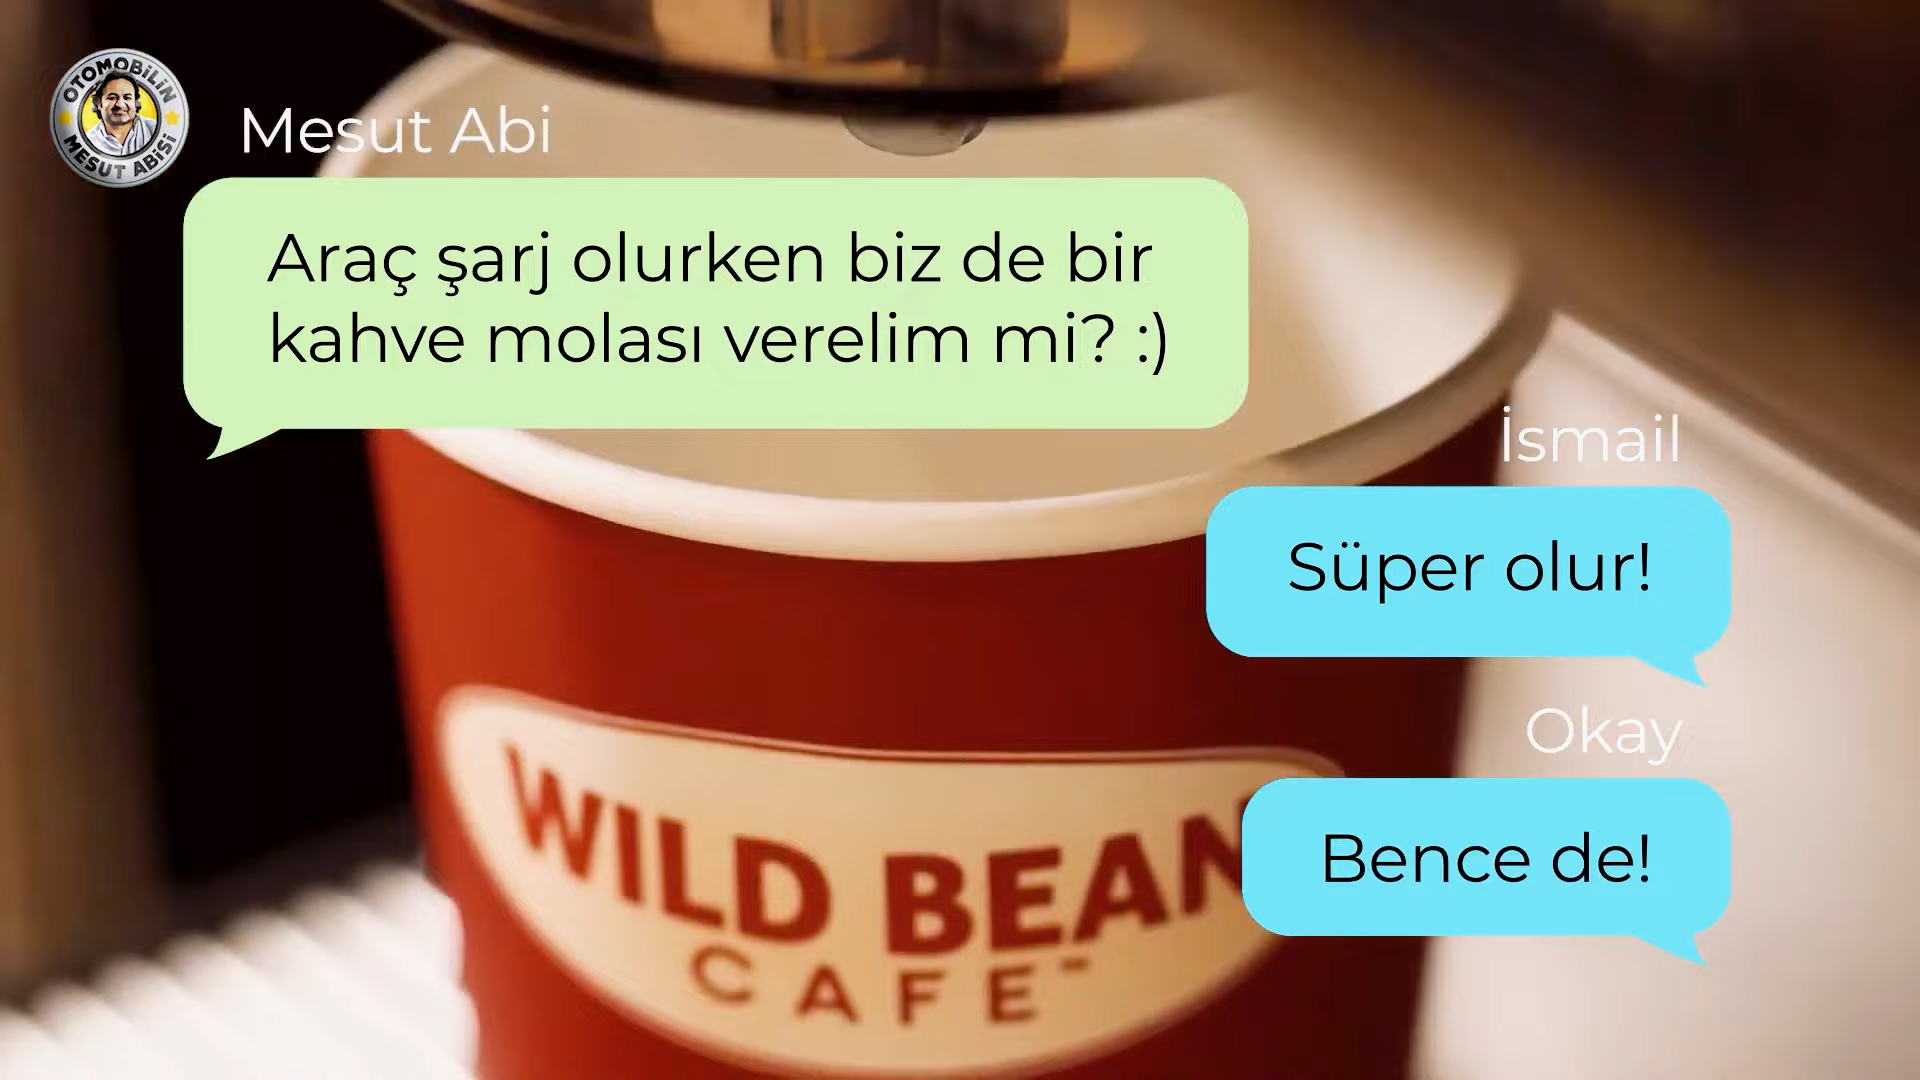 OTOMOBİLİN
MESUT ABİSİ
Mesut Abi
Araç şarj olurken biz de bir
kahve molası verelim mi? :)
İsmail
Süper olur!
Okay
Bence de!
WILD BEAN
CAFE™